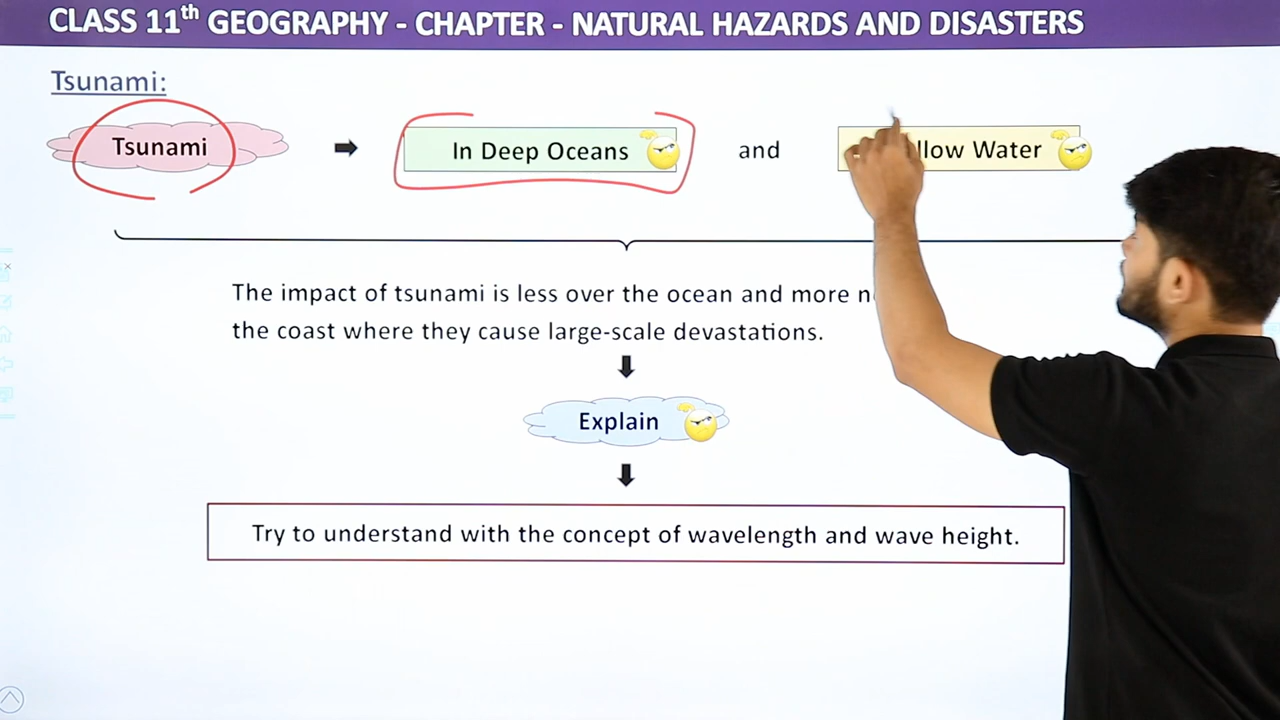 CLASS 11th GEOGRAPHY - CHAPTER - NATURAL HAZARDS AND DISASTERS
Tsunami:
Tsunami
In Deep Oceans
and
Water
The impact of tsunami is less over the ocean and more
the coast where they cause large-scale devastations.
Explain
Try to understand with the concept of wavelength and wave height.